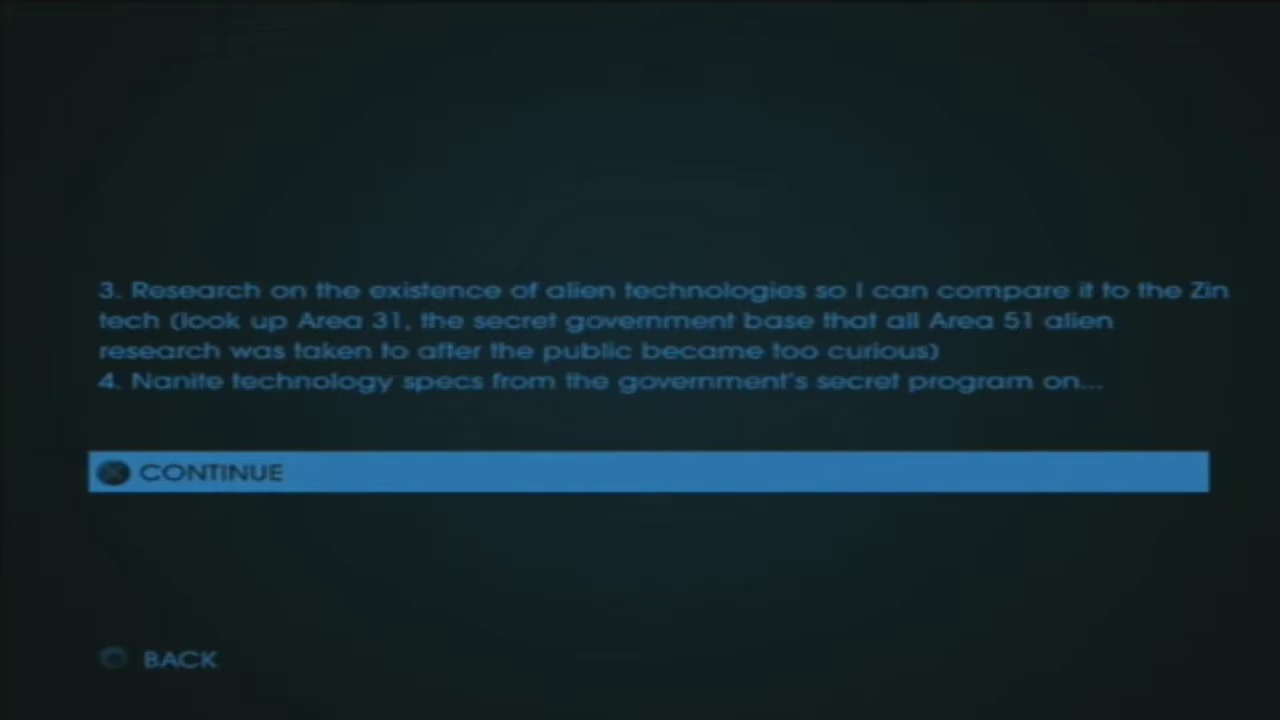 3. Research on the existence of alien technologies so I can compare it to the Zin
tech (look up Area 31, the secret government base that all Area 51 alien
research was taken to after the public became too curious)
4. Nanite technology specs from the government's secret program on...
CONTINUE
BACK